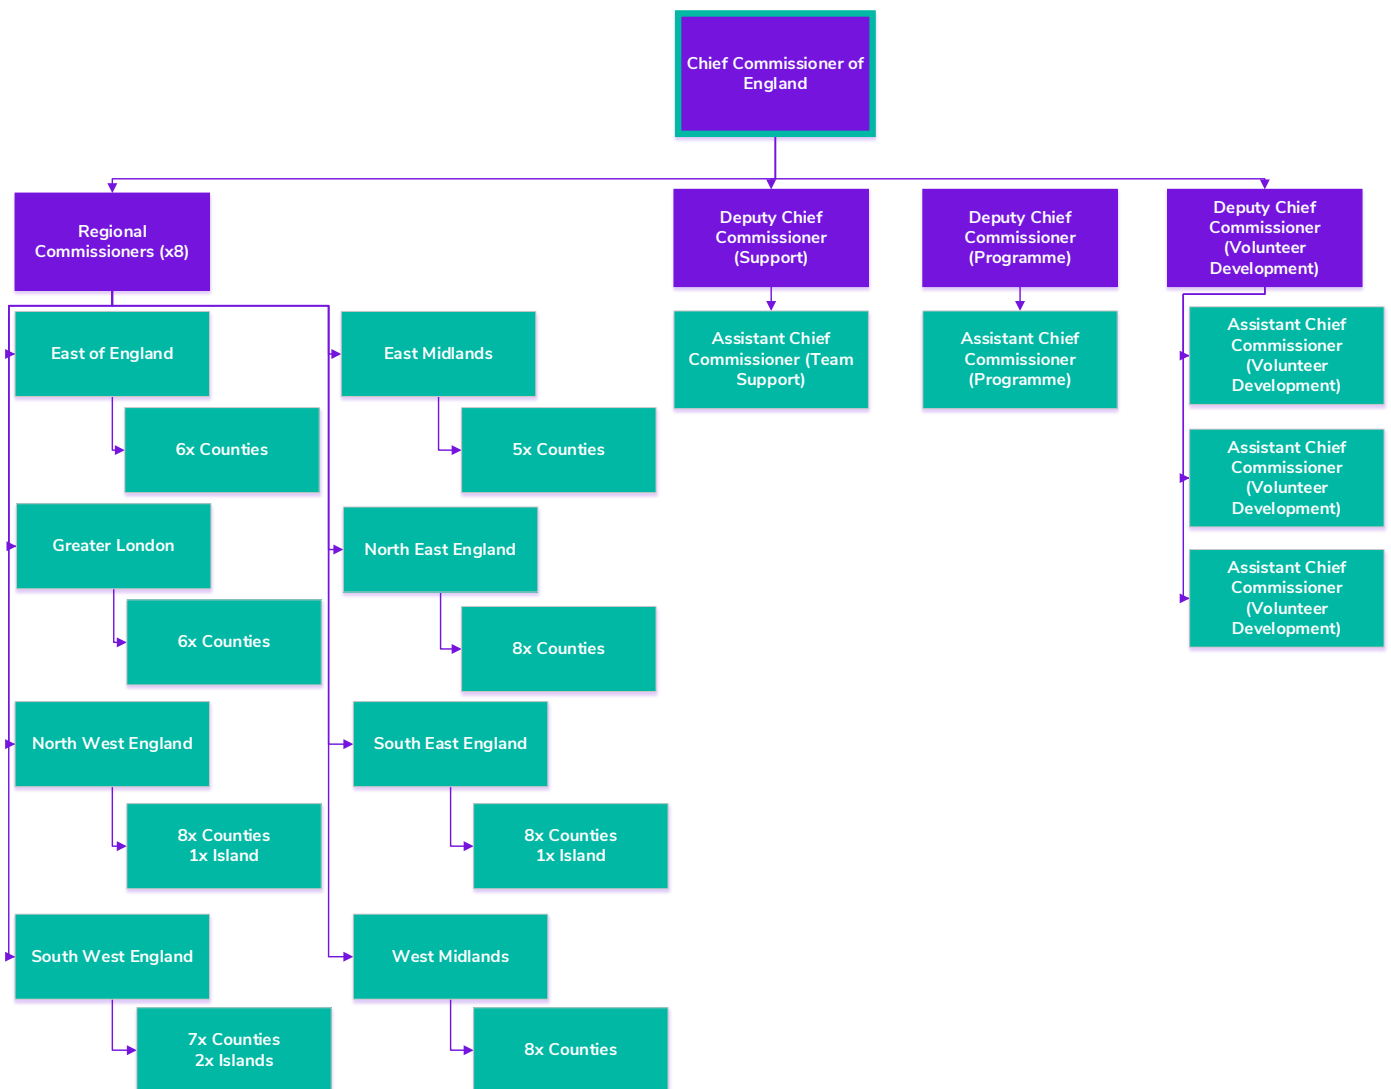 Chief Commissioner of
England
Regional
Commissioners (x8)
Deputy Chief
Commissioner
(Support)
Deputy Chief
Commissioner
(Programme)
Deputy Chief
Commissioner
(Volunteer
Development)
East of England
6x Counties
Greater London
6x Counties
North West England
8x Counties
1x Island
South West England
7x Counties
2x Islands
East Midlands
5x Counties
North East England
8x Counties
South East England
8x Counties
1x Island
West Midlands
8x Counties
Assistant Chief
Commissioner (Team
Support)
Assistant Chief
Commissioner
(Programme)
Assistant Chief
Commissioner
(Volunteer
Development)
Assistant Chief
Commissioner
(Volunteer
Development)
Assistant Chief
Commissioner
(Volunteer
Development)